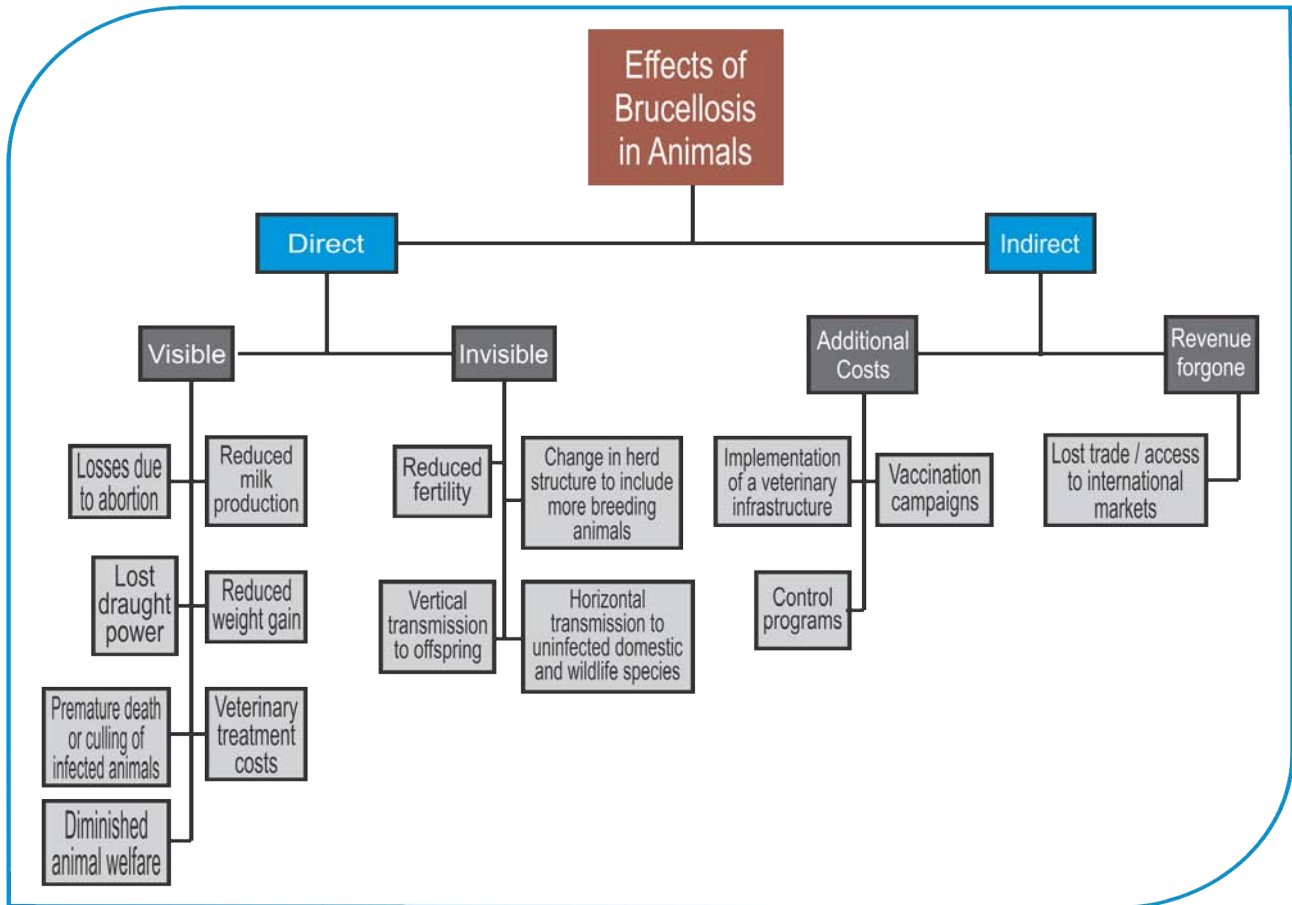 Effects of
Brucellosis
in Animals
Direct
Indirect
Visible
Invisible
Additional
Costs
Revenue
forgone
Losses due
to abortion
Reduced
milk
production
Lost
draught
power
Reduced
weight gain
Premature death
or culling of
infected animals
Veterinary
treatment
costs
Diminished
animal welfare
Reduced
fertility
Change in herd
structure to include
more breeding
animals
Vertical
transmission
to offspring
Horizontal
transmission to
uninfected domestic
and wildlife species
Implementation
of a veterinary
infrastructure
Vaccination
campaigns
Control
programs
Lost trade / access
to international
markets